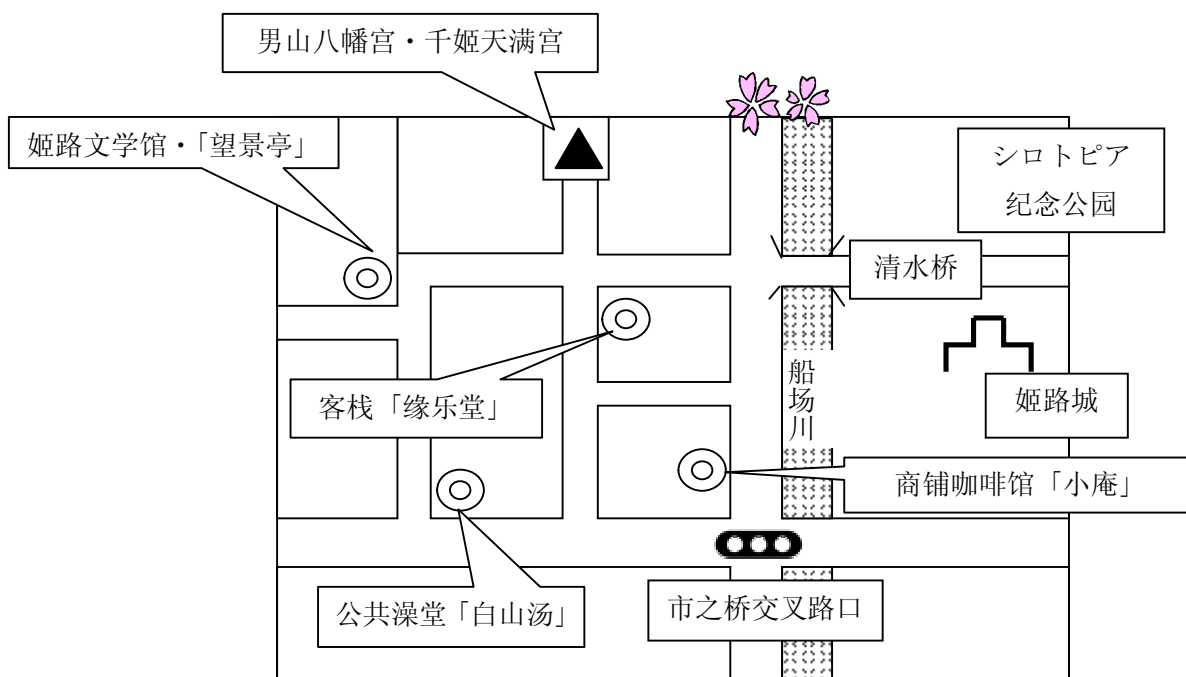 男山八幡宮・千姬天满宫
姬路文学馆・「望景亭」
シロトピア
纪念公园
清水桥
船场川
客栈「缘乐堂」
姬路城
商铺咖啡馆「小庵」
公共澡堂「白山汤」
市之桥交叉路口